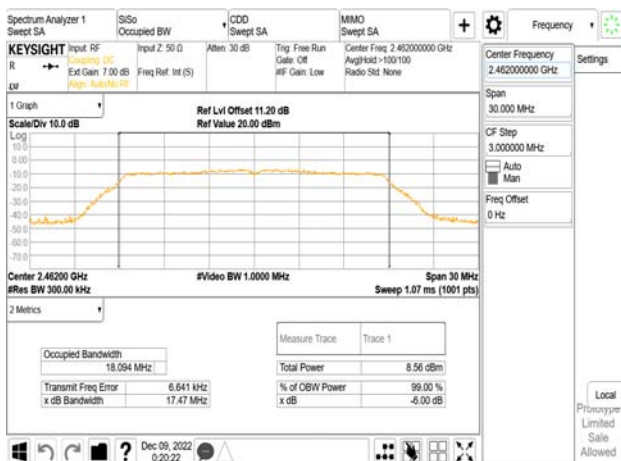 Spectrum Analyzer 1
Swept SA
SISo
Occupied BW
CDD
Swept SA
MIMO
Swept SA
Frequency
KEYSIGHT
R
Input: RF
Coupling: DC
Ext Gain: 7.00 dB
Align: Auto/No RF
Input Z: 50 Ω
Freq Ref: Int (S)
Atten: 30 dB
Trig: Free Run
Gate: Off
#IF Gain: Low
Center Freq: 2.462000000 GHz
Avg|Hold:>100/100
Radio Std: None
Center Frequency
2.462000000 GHz
Settings
Span
30.000 MHz
CF Step
3.000000 MHz
Auto
Man
Freq Offset
0 Hz
1 Graph
Scale/Div 10.0 dB
Ref Lvl Offset 11.20 dB
Ref Value 20.00 dBm
Log
10.0
0.00
-10.0
-20.0
-30.0
-40.0
-50.0
-60.0
-70.0
Center 2.46200 GHz
#Res BW 300.00 kHz
#Video BW 1.0000 MHz
Span 30 MHz
Sweep 1.07 ms (1001 pts)
2 Metrics
Measure Trace Trace 1
Occupied Bandwidth
18.094 MHz
Total Power 8.56 dBm
Transmit Freq Error 6.641 kHz
% of OBW Power 99.00 %
x dB Bandwidth 17.47 MHz
x dB -6.00 dB
Local
Prototype
Limited
Sale
Allowed
?
Dec 09, 2022
0:20:22